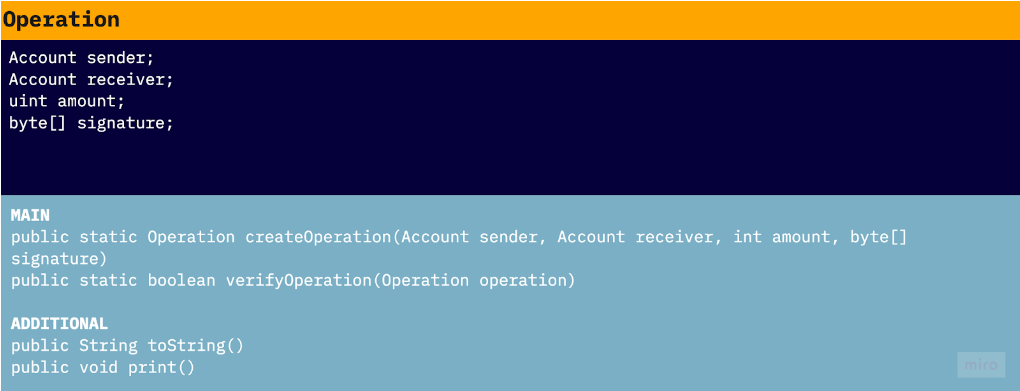 Operation
Account sender;
Account receiver;
uint amount;
byte[] signature;
MAIN
public static Operation createOperation(Account sender, Account receiver, int amount, byte[]
signature)
public static boolean verifyOperation(Operation operation)
ADDITIONAL
public String toString()
public void print()
miro